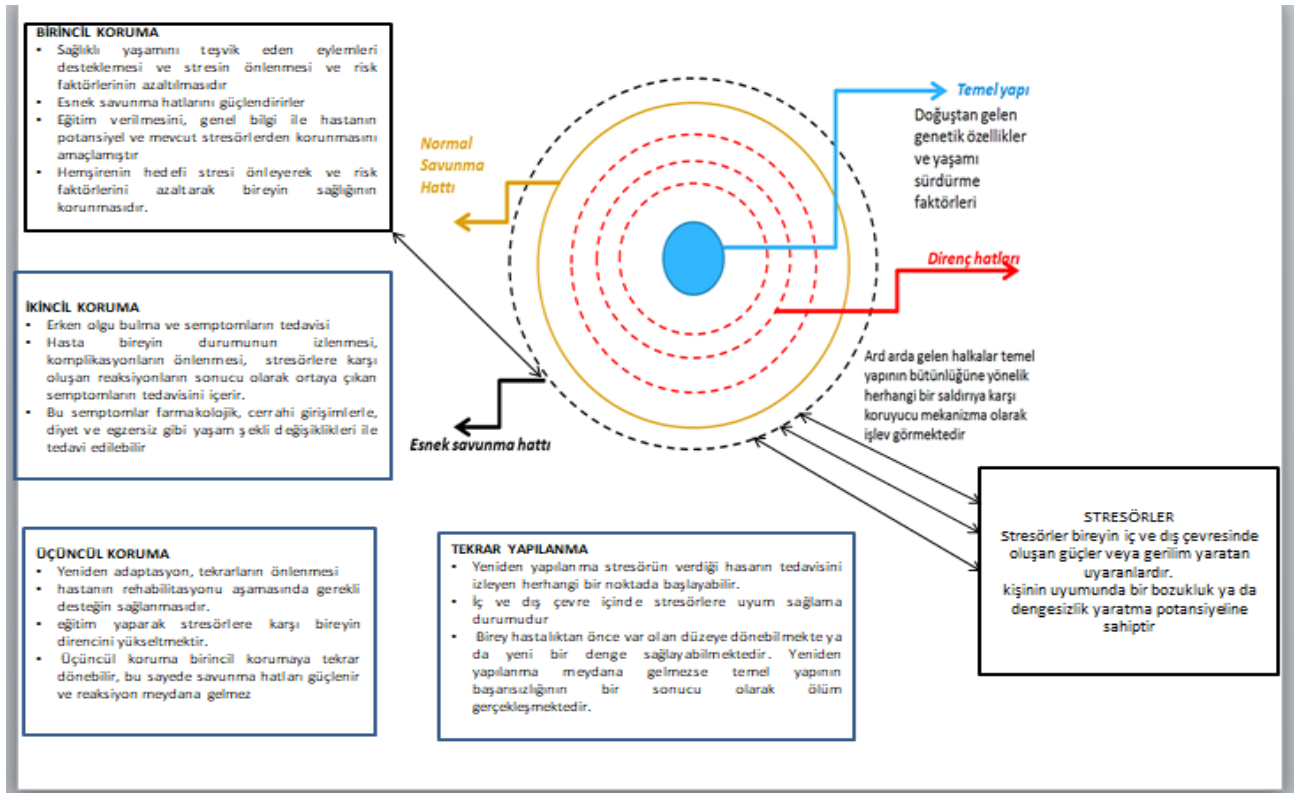 BİRİNCİL KORUMA
• Sağlıklı yaşamını teşvik eden eylemleri
desteklemesi ve stresin önlenmesi ve risk
faktörlerinin azaltılmasıdır
• Esnek savunma hatlarını güçlendirirler
• Eğitim verilmesini, genel bilgi ile hastanın
potansiyel ve mevcut stresörlerden korunmasını
amaçlamıştır
• Hemşirenin hedefi stresi önleyerek ve risk
faktörlerini azaltarak bireyin sağlığının
korunmasıdır.
Normal
Savunma
Hattı
Temel yapı
Doğuştan gelen
genetik özellikler
ve yaşamı
sürdürme
faktörleri
Direnç hatları
İKİNCİL KORUMA
• Erken olgu bulma ve semptomların tedavisi
• Hasta bireyin durumunun izlenmesi,
komplikasyonların önlenmesi, stresörlere karşı
oluşan reaksiyonların sonucu olarak ortaya çıkan
semptomların tedavisini içerir.
• Bu semptomlar farmakolojik, cerrahi girişimlerle,
diyet ve egzersiz gibi yaşam şekli değişiklikleri ile
tedavi edilebilir
Ard arda gelen halkalar temel
yapının bütünlüğüne yönelik
herhangi bir saldırıya karşı
koruyucu mekanizma olarak
işlev görmektedir
Esnek savunma hattı
STRESÖRLER
Stresörler bireyin iç ve dış çevresinde
oluşan güçler veya gerilim yaratan
uyaranlardır.
kişinin uyumunda bir bozukluk ya da
dengesizlik yaratma potansiyeline
sahiptir
ÜÇÜNCÜL KORUMA
• Yeniden adaptasyon, tekrarların önlenmesi
• hastanın rehabilitasyonu aşamasında gerekli
desteğin sağlanmasıdır.
• eğitim yaparak stresörlere karşı bireyin
direncini yükseltmektir.
• Üçüncül koruma birincil korumaya tekrar
dönebilir, bu sayede savunma hatları güçlenir
ve reaksiyon meydana gelmez
TEKRAR YAPILANMA
• Yeniden yapılanma stresörün verdiği hasarın tedavisini
izleyen herhangi bir noktada başlayabilir.
• İç ve dış çevre içinde stresörlere uyum sağlama
durumudur
• Birey hastalıktan önce var olan düzeye dönebilmekte ya
da yeni bir denge sağlayabilmektedir. Yeniden
yapılanma meydana gelmezse temel yapının
başarısızlığının bir sonucu olarak ölüm
gerçekleşmektedir.